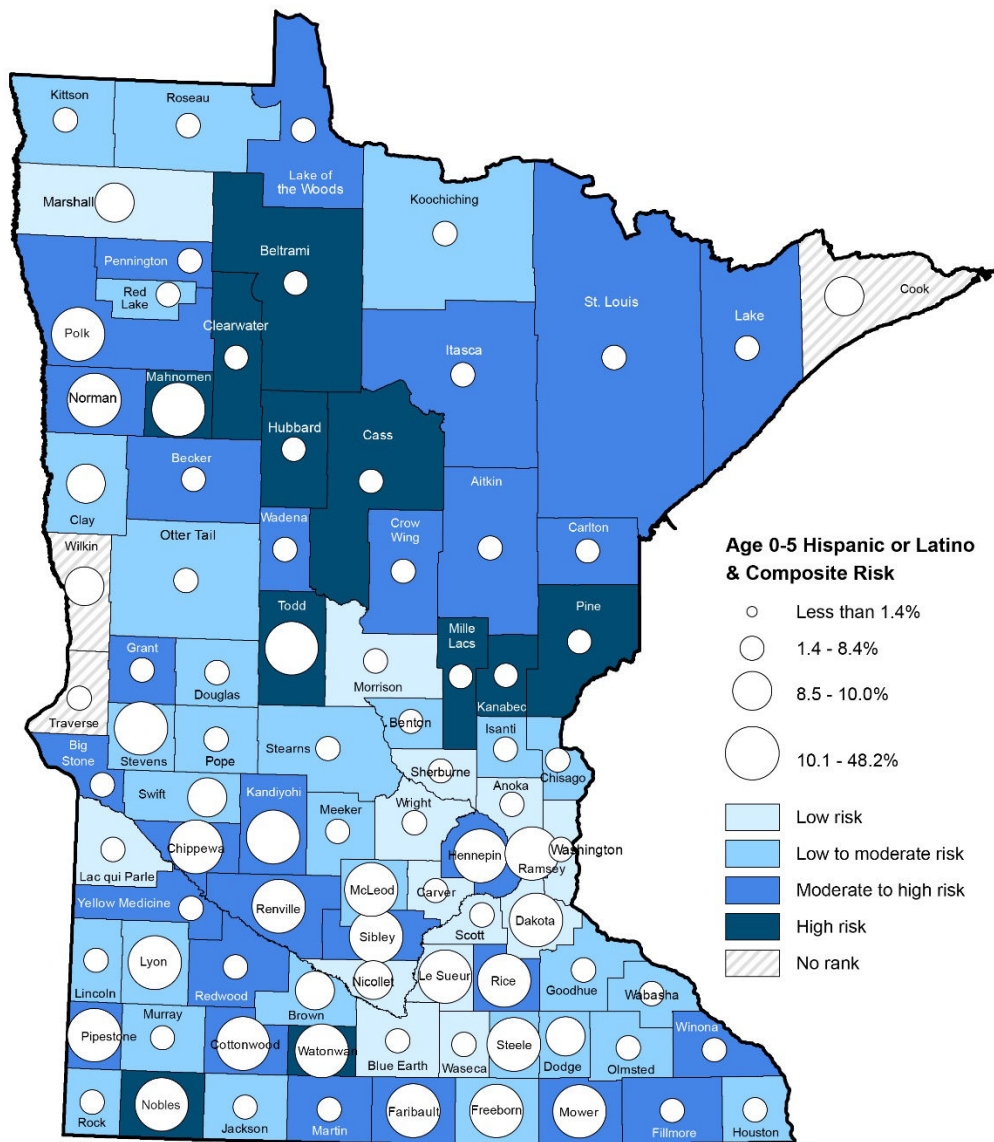 Kittson
Roseau
Lake of
the Woods
Marshall
Koochiching
Beltrami
Pennington
Red
Lake
Clearwater
Polk
St. Louis
Lake
Cook
Itasca
Mahnomen
Norman
Hubbard
Cass
Becker
Clay
Aitkin
Wadena
Crow
Wing
Carlton
Otter Tail
Wilkin
Age 0-5 Hispanic or Latino
& Composite Risk
Less than 1.4%
1.4 - 8.4%
8.5 - 10.0%
10.1 - 48.2%
Low risk
Low to moderate risk
Moderate to high risk
High risk
No rank
Todd
Mille
Lacs
Pine
Grant
Douglas
Morrison
Kanabec
Traverse
Stevens
Pope
Stearns
Benton
Isanti
Big
Stone
Sherburne
Chisago
Swift
Kandiyohi
Meeker
Wright
Anoka
Chippewa
Hennepin
Ramsey
Washington
Lac qui Parle
McLeod
Carver
Yellow Medicine
Renville
Sibley
Scott
Dakota
Lyon
Nicollet
Le Sueur
Rice
Goodhue
Lincoln
Redwood
Brown
Wabasha
Pipestone
Murray
Cottonwood
Watonwan
Blue Earth
Waseca
Steele
Dodge
Olmsted
Winona
Rock
Nobles
Jackson
Martin
Faribault
Freeborn
Mower
Fillmore
Houston